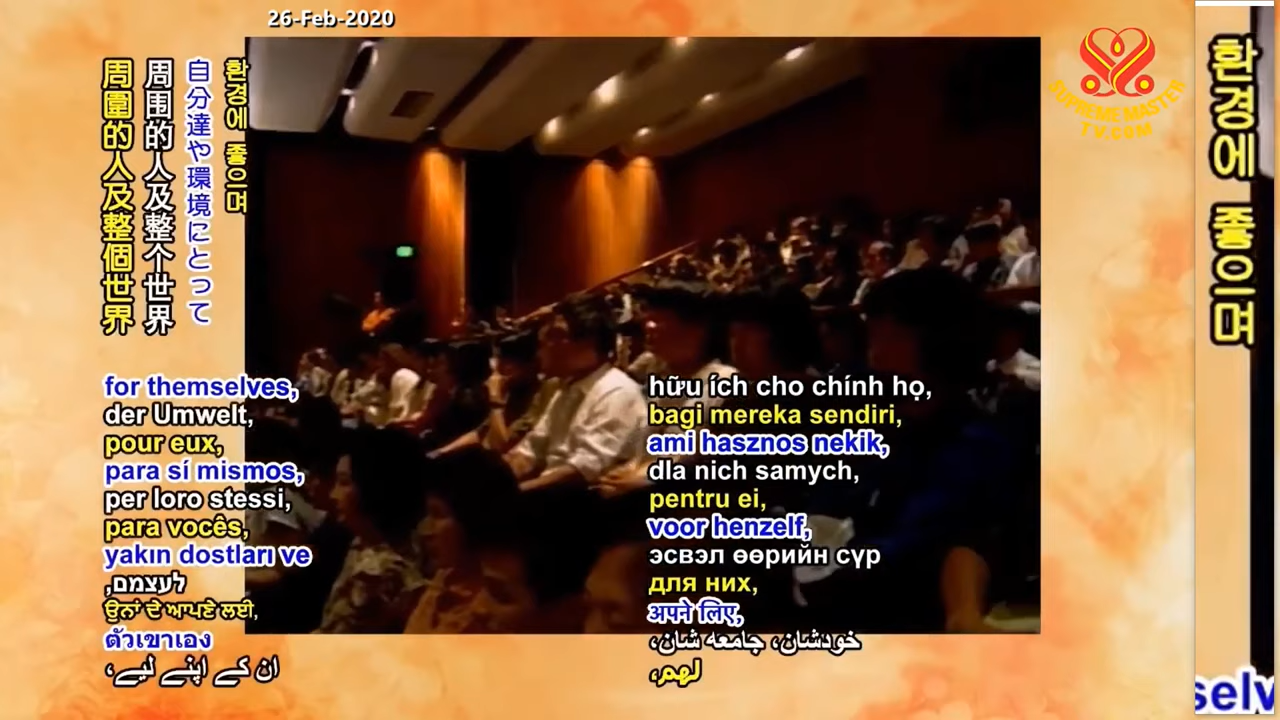 26-Feb-2020
SUPREME MASTER
TV.COM
환경에 좋으며
自分達や環境にとって
周围的人及整个世界
周圍的人及整個世界
for themselves,
der Umwelt,
pour eux,
para sí mismos,
per loro stessi,
para vocês,
yakın dostları ve
לעצמם,
ਉਨਾਂ ਦੇ ਆਪਣੇ ਲਈ,
ตัวเขาเอง
ان کے اپنے لیے،
hữu ích cho chính họ,
bagi mereka sendiri,
ami hasznos nekik,
dla nich samych,
pentru ei,
voor henzelf,
эсвэл өөрийн сүр
для них,
अपने लिए,
خودشان، جامعه شان،
لهم،
환경에 좋으며
selv